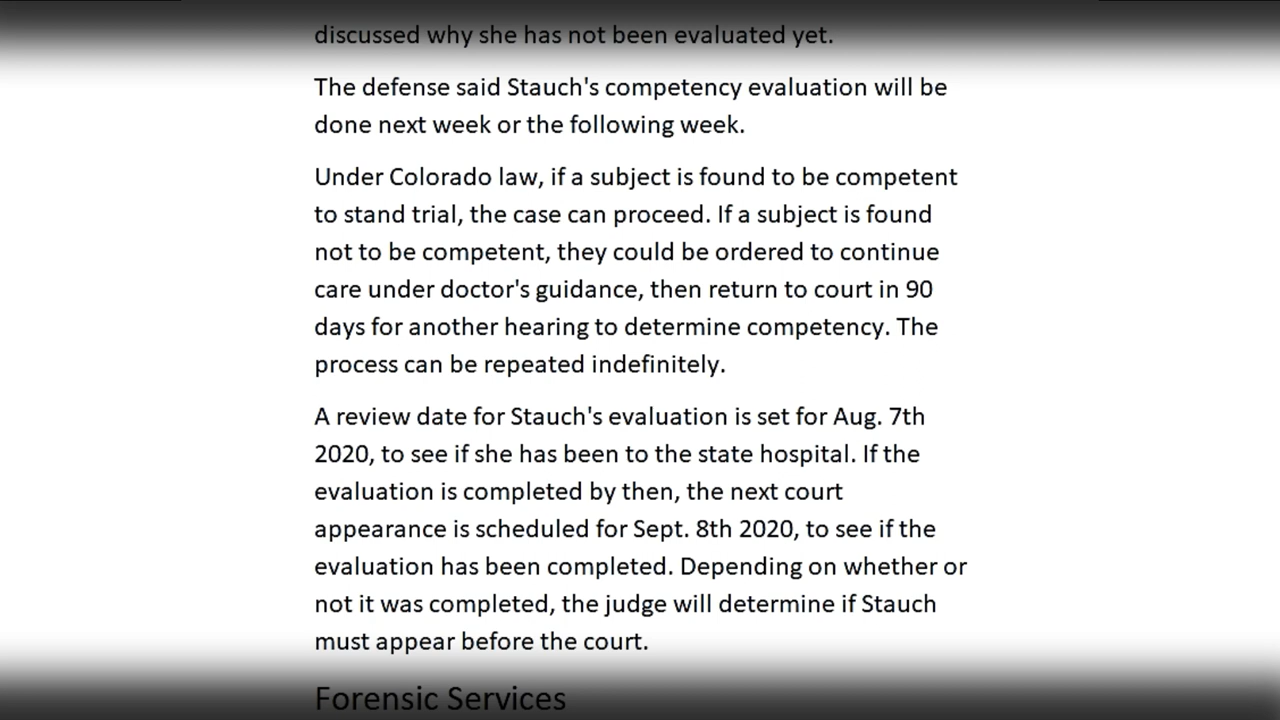 discussed why she has not been evaluated yet.
The defense said Stauch's competency evaluation will be
done next week or the following week.
Under Colorado law, if a subject is found to be competent
to stand trial, the case can proceed. If a subject is found
not to be competent, they could be ordered to continue
care under doctor's guidance, then return to court in 90
days for another hearing to determine competency. The
process can be repeated indefinitely.
A review date for Stauch's evaluation is set for Aug. 7th
2020, to see if she has been to the state hospital. If the
evaluation is completed by then, the next court
appearance is scheduled for Sept. 8th 2020, to see if the
evaluation has been completed. Depending on whether or
not it was completed, the judge will determine if Stauch
must appear before the court.
Forensic Services